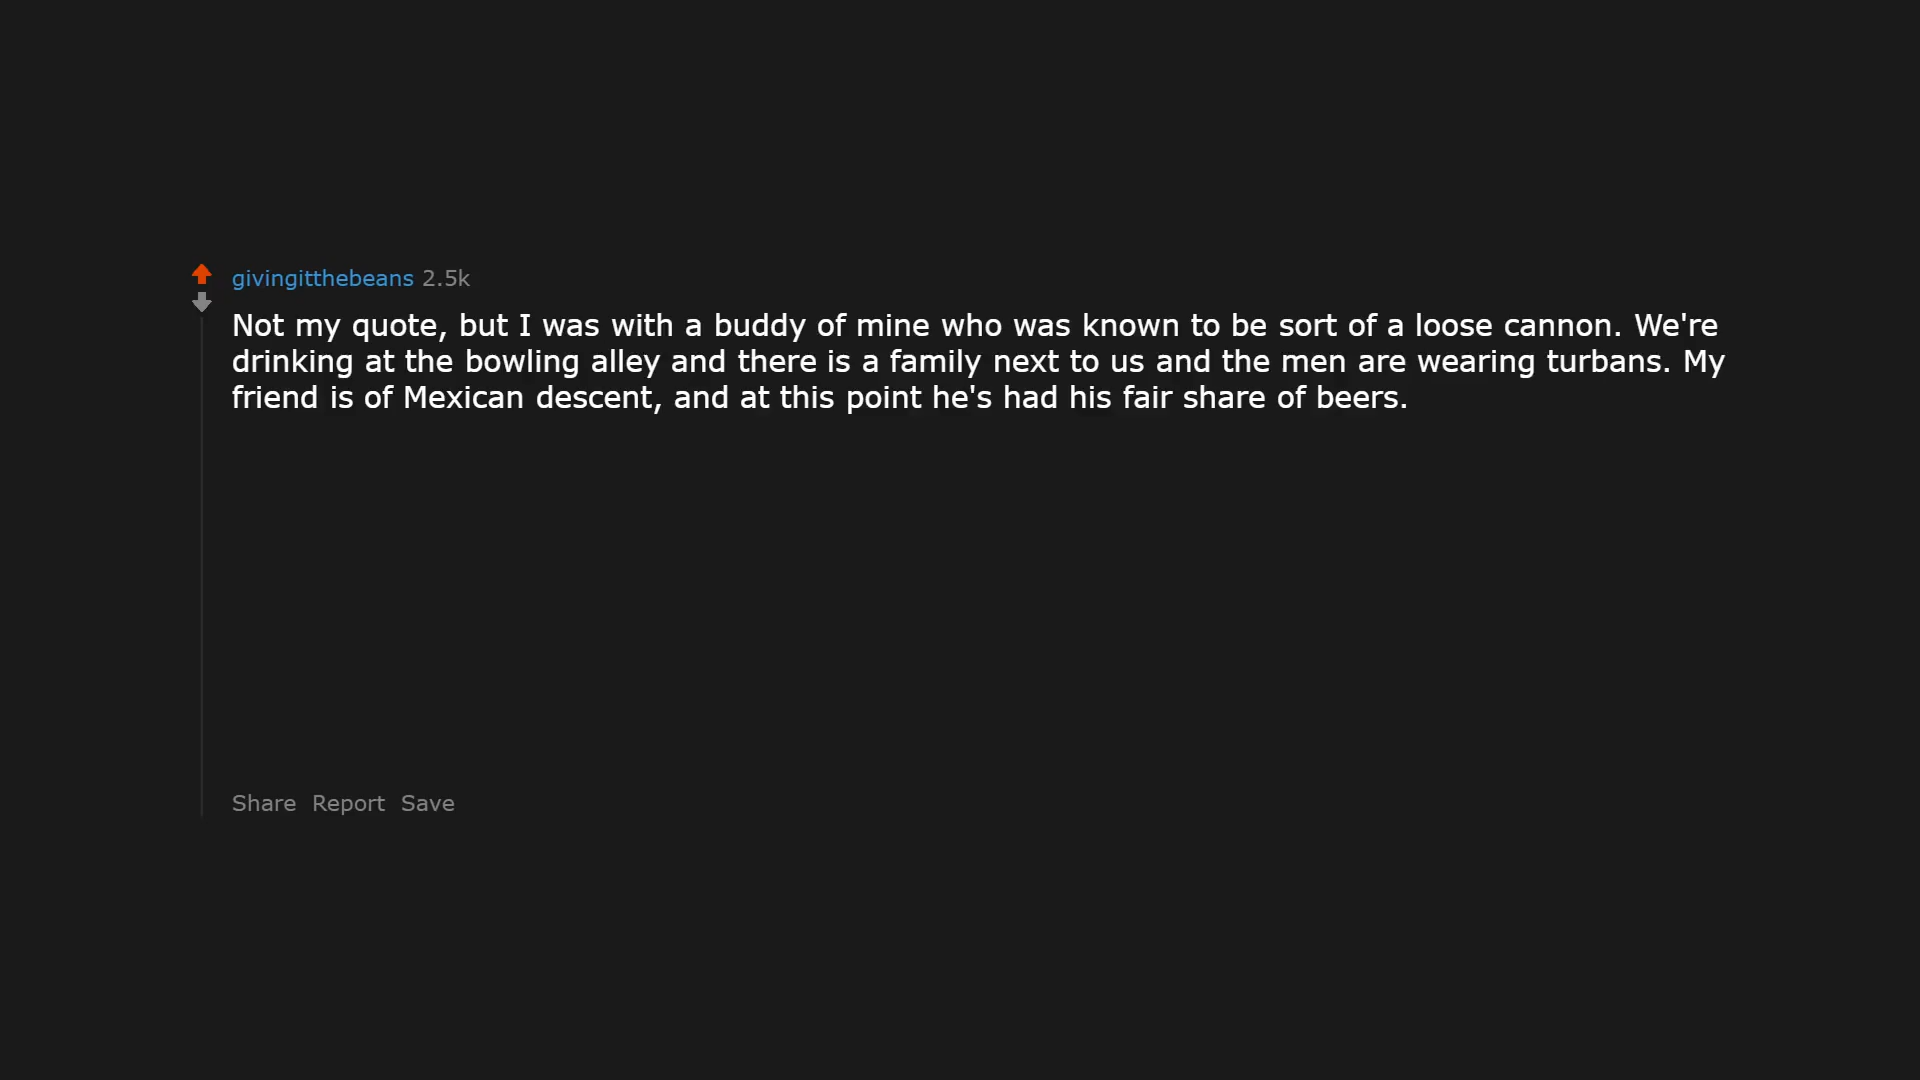 givingitthebeans 2.5k
Not my quote, but I was with a buddy of mine who was known to be sort of a loose cannon. We're
drinking at the bowling alley and there is a family next to us and the men are wearing turbans. My
friend is of Mexican descent, and at this point he's had his fair share of beers.
Share Report Save